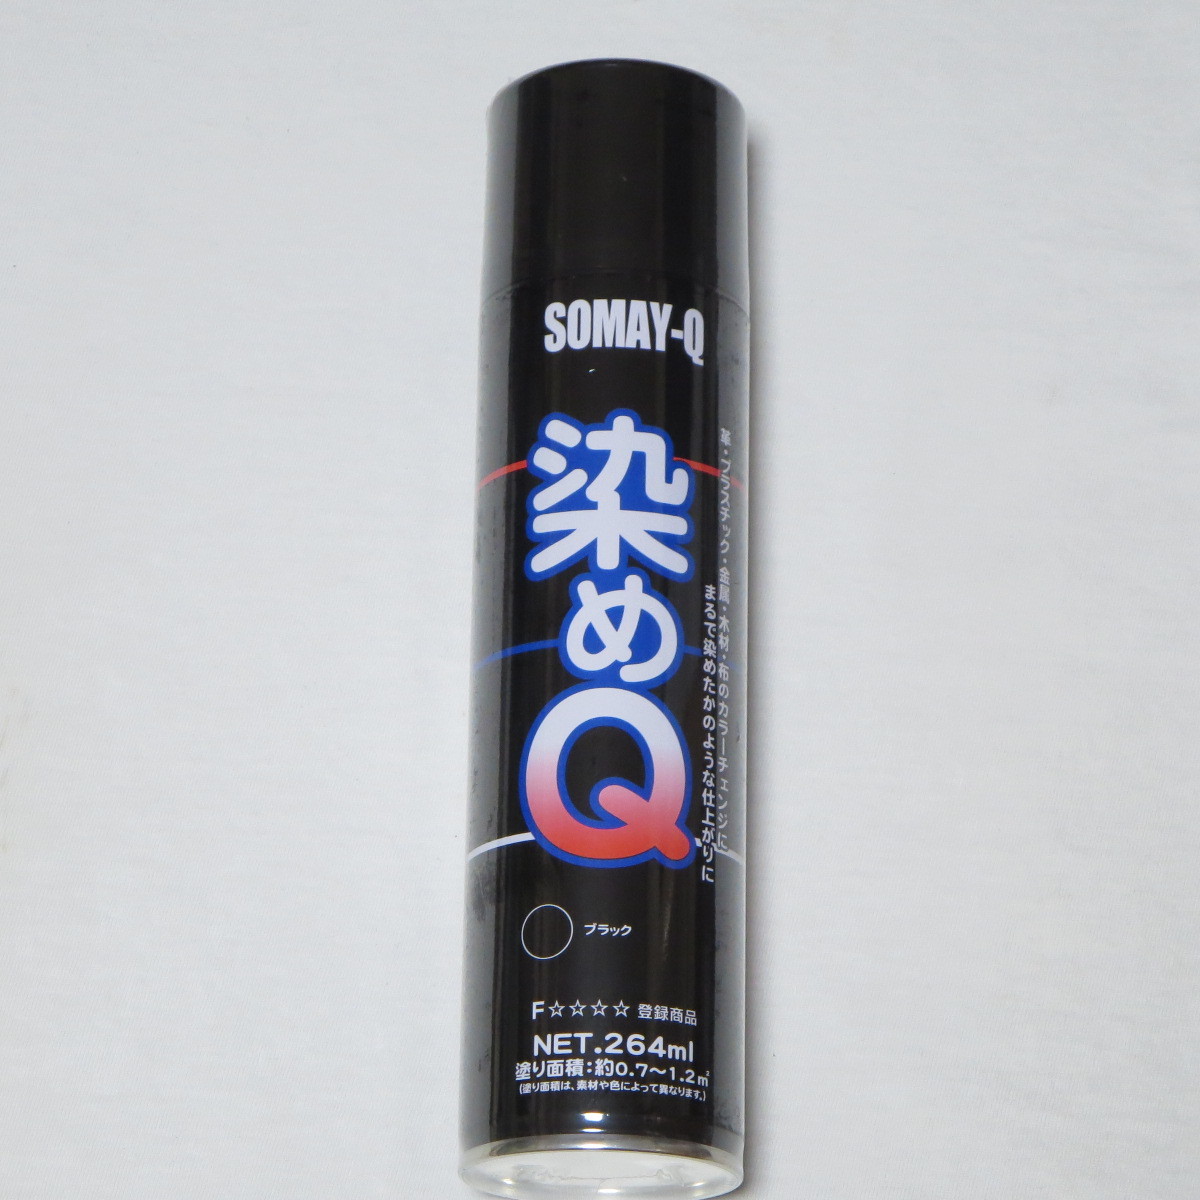 SOMAY-Q
染めQ
革・プラスチック・金属・木材・布のカラーチェンジに
まるで染めたかのような仕上がりに
ブラック
F☆☆☆☆ 登録商品
NET.264ml
塗り面積：約0.7〜1.2㎡
(塗り面積は、素材や色によって異なります。)